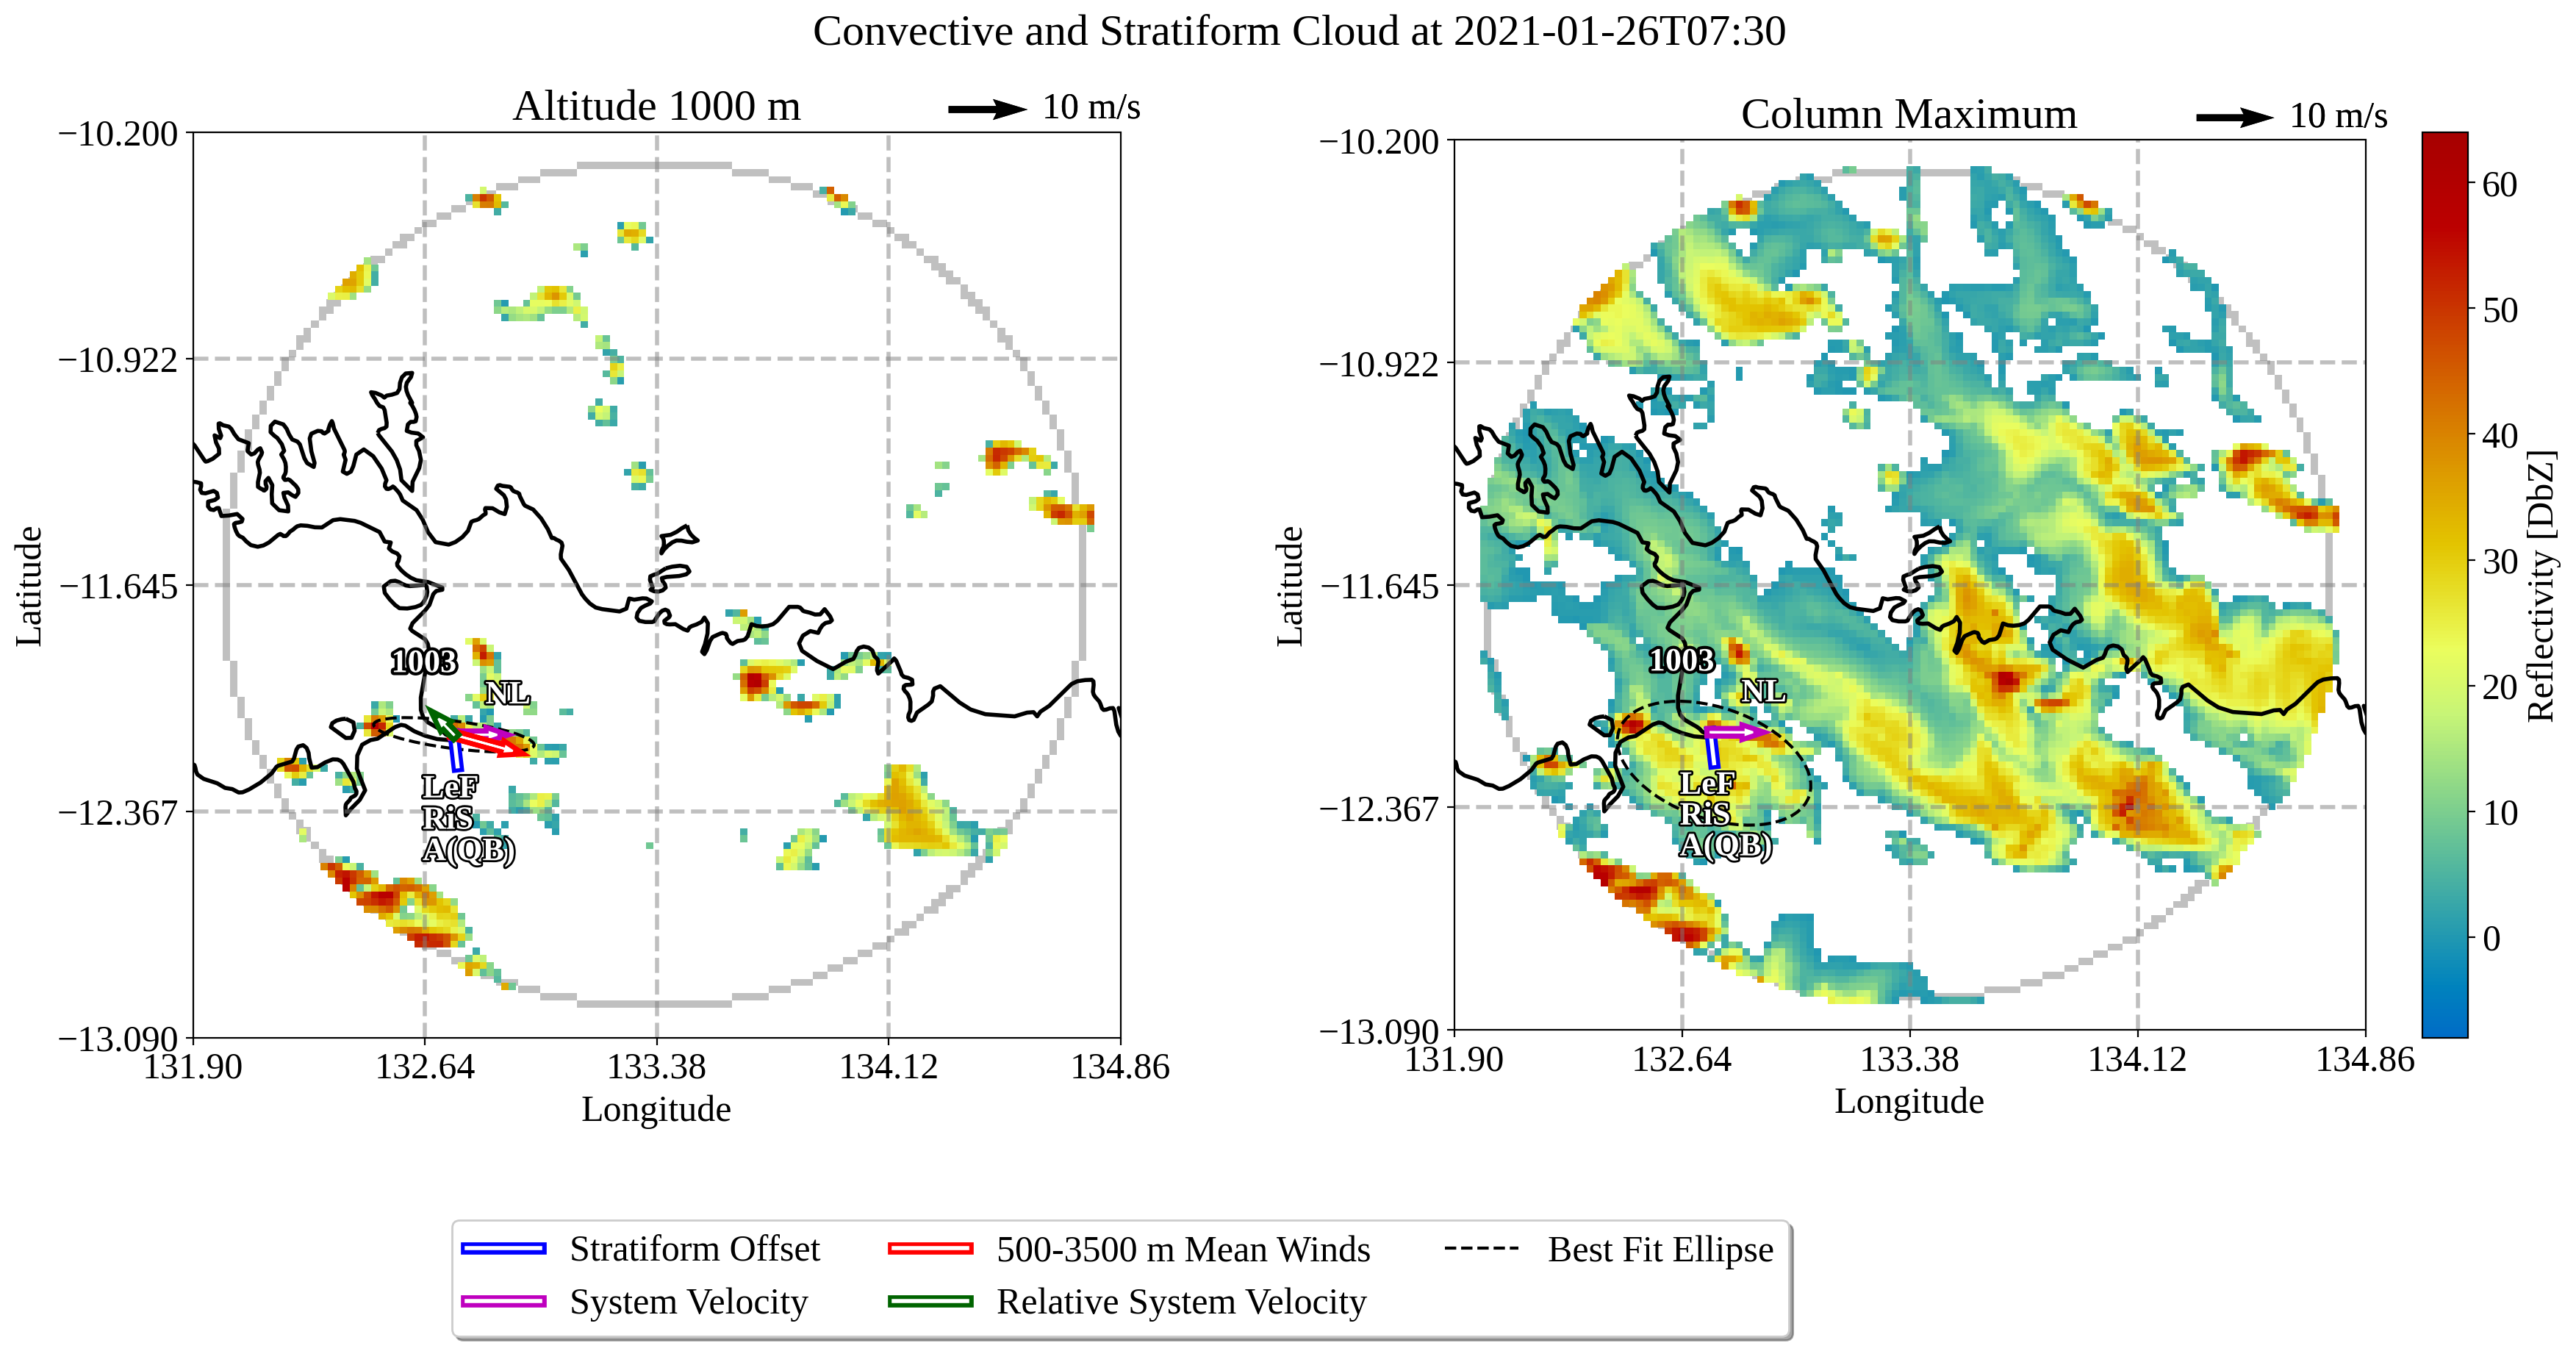 Convective and Stratiform Cloud at 2021-01-26T07:30
Altitude 1000 m
10 m/s
−10.200
−10.922
−11.645
−12.367
−13.090
Latitude
131.90
132.64
133.38
134.12
134.86
Longitude
1003
NL
LeF
RiS
A(QB)
Column Maximum
10 m/s
−10.200
−10.922
−11.645
−12.367
−13.090
Latitude
131.90
132.64
133.38
134.12
134.86
Longitude
1003
NL
LeF
RiS
A(QB)
60
50
40
30
20
10
0
Reflectivity [DbZ]
Stratiform Offset
System Velocity
500-3500 m Mean Winds
Relative System Velocity
Best Fit Ellipse